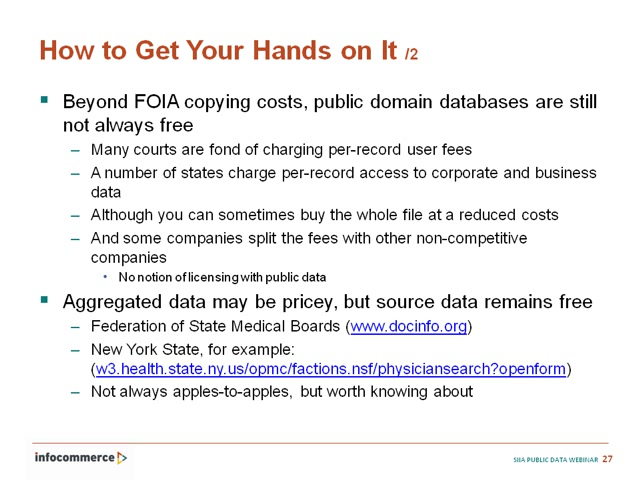 How to Get Your Hands on It /2
▪ Beyond FOIA copying costs, public domain databases are still
not always free
– Many courts are fond of charging per-record user fees
– A number of states charge per-record access to corporate and business
data
– Although you can sometimes buy the whole file at a reduced costs
– And some companies split the fees with other non-competitive
companies
• No notion of licensing with public data
▪ Aggregated data may be pricey, but source data remains free
– Federation of State Medical Boards (www.docinfo.org)
– New York State, for example:
(w3.health.state.ny.us/opmc/factions.nsf/physiciansearch?openform)
– Not always apples-to-apples, but worth knowing about
infocommerce
SIIA PUBLIC DATA WEBINAR 27